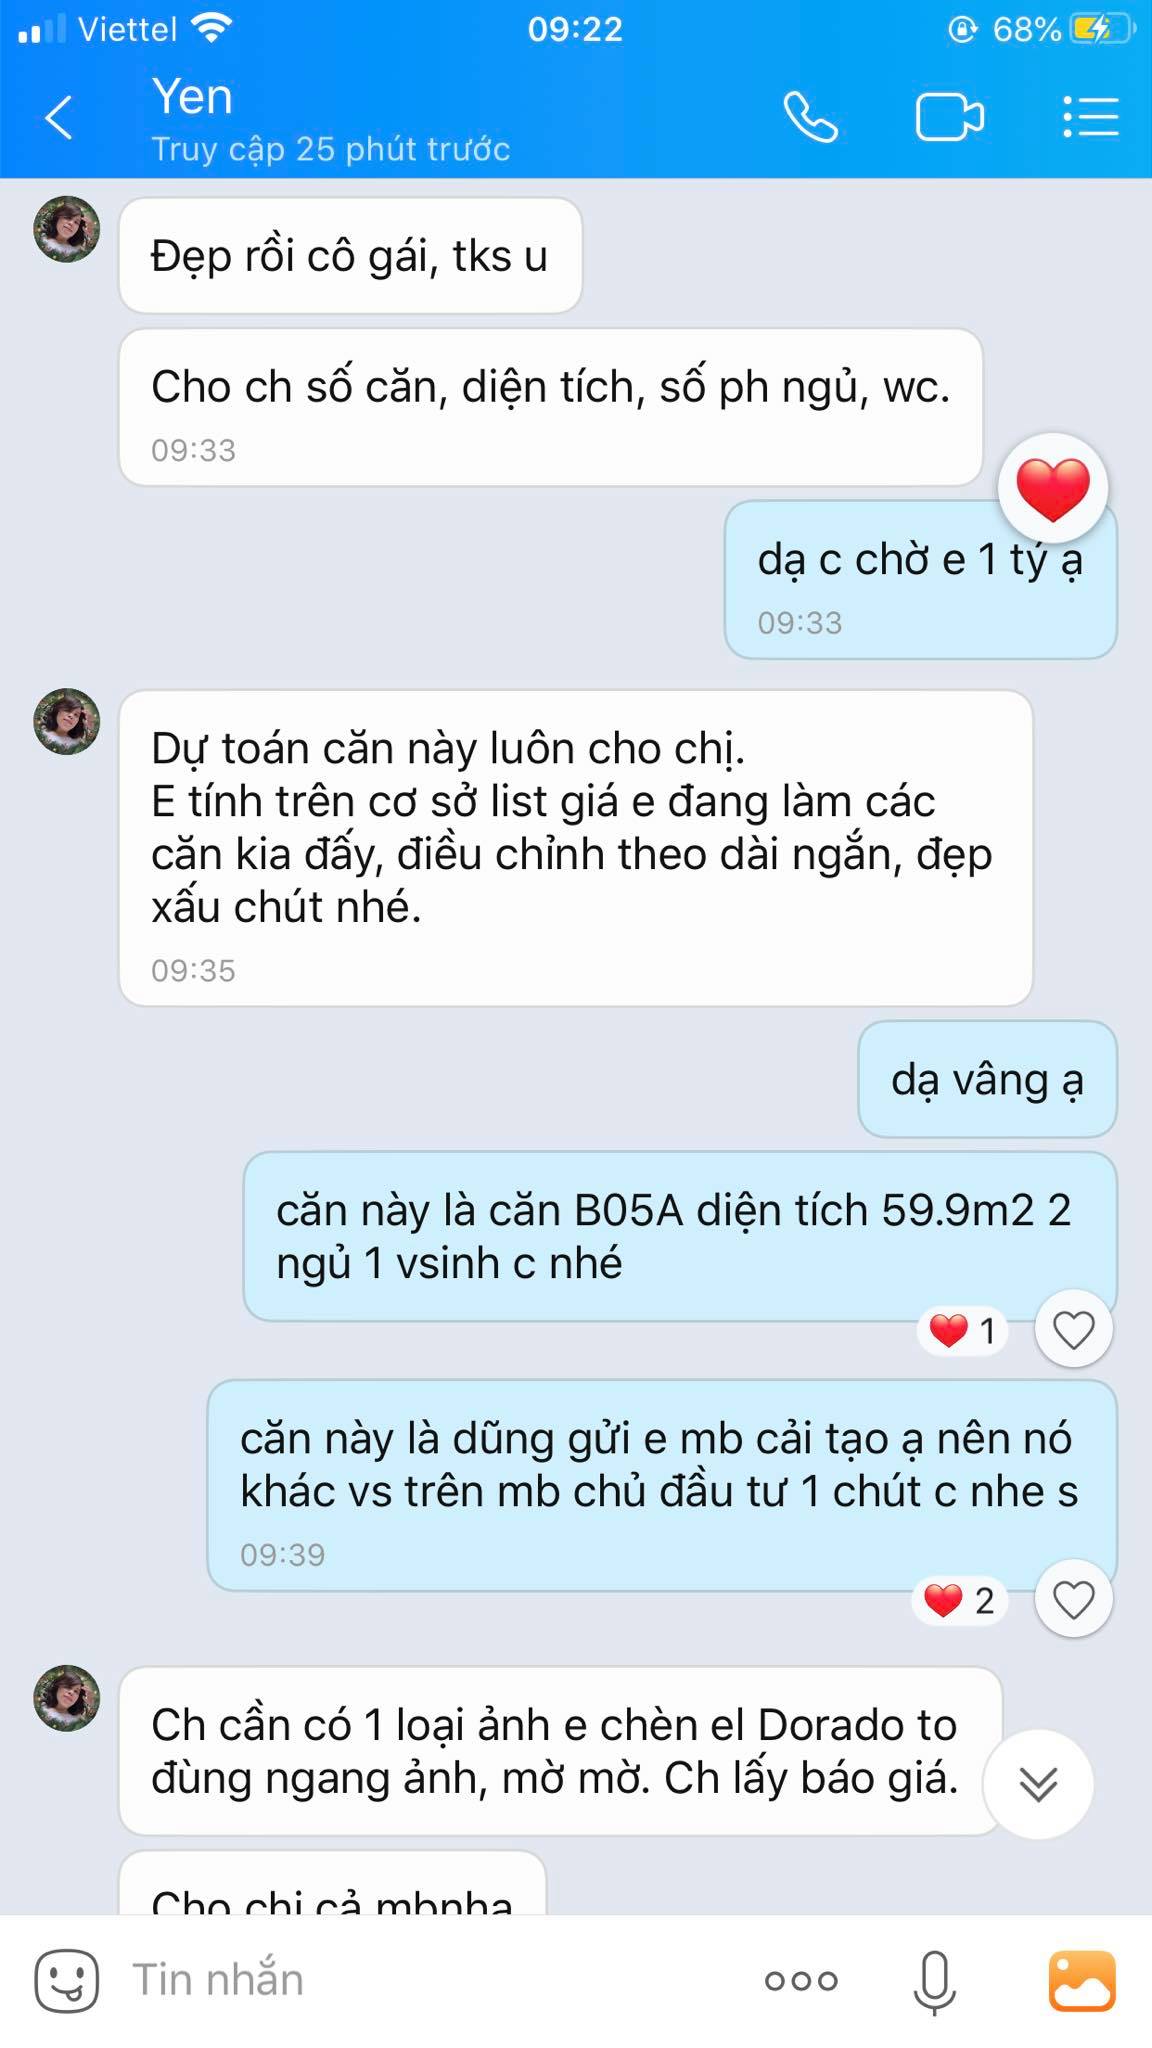 Viettel 09:22 68%
Yen
Truy cập 25 phút trước
Đẹp rồi cô gái, tks u
Cho ch số căn, diện tích, số ph ngủ, wc.
09:33
dạ c chờ e 1 tý ạ
09:33
Dự toán căn này luôn cho chị.
E tính trên cơ sở list giá e đang làm các
căn kia đấy, điều chỉnh theo dài ngắn, đẹp
xấu chút nhé.
09:35
dạ vâng ạ
căn này là căn B05A diện tích 59.9m2 2
ngủ 1 vsinh c nhé
1
căn này là dũng gửi e mb cải tạo ạ nên nó
khác vs trên mb chủ đầu tư 1 chút c nhe s
09:39
2
Ch cần có 1 loại ảnh e chèn el Dorado to
đùng ngang ảnh, mờ mờ. Ch lấy báo giá.
Cho chị cả mbnha
Tin nhắn